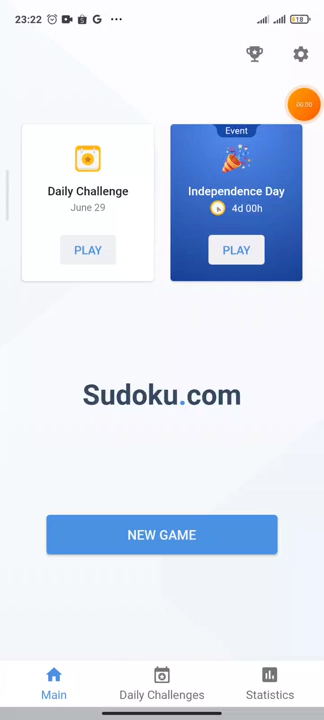 23:22
18
00:00
Event
Daily Challenge
June 29
PLAY
Independence Day
4d 00h
PLAY
Sudoku.com
NEW GAME
Main
Daily Challenges
Statistics